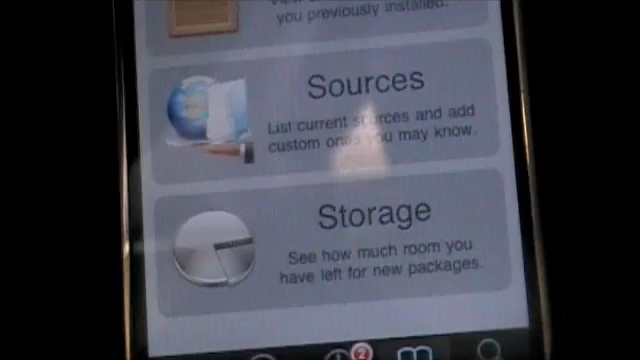 you previously installed.
Sources
List current sources and add
custom ones you may know.
Storage
See how much room you
have left for new packages.
2